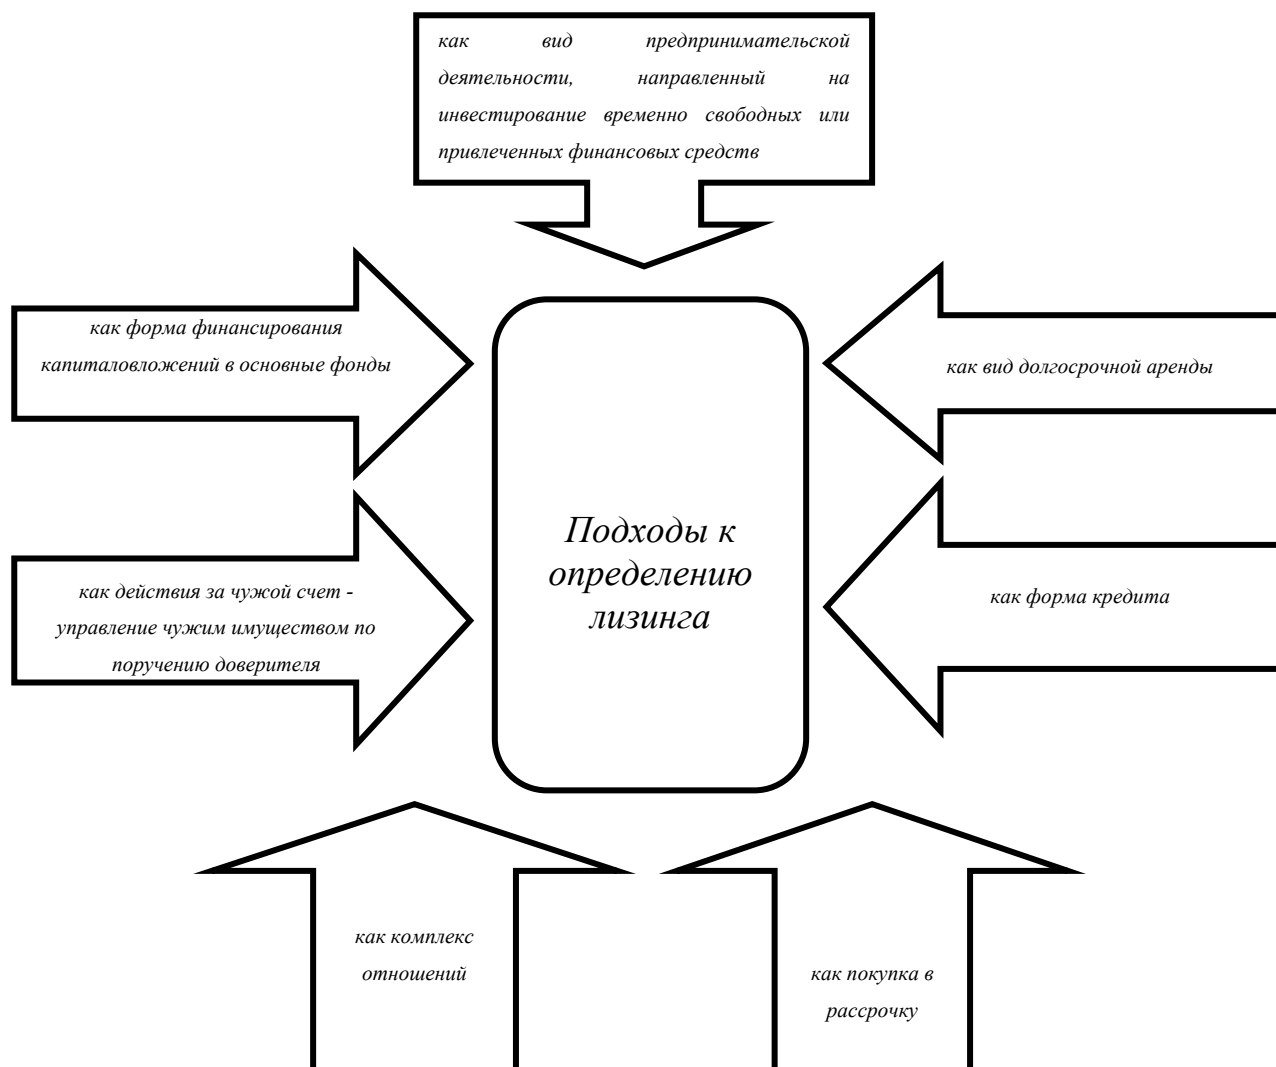 как вид предпринимательской
деятельности, направленный на
инвестирование временно свободных или
привлеченных финансовых средств
как форма финансирования
капиталовложений в основные фонды
как вид долгосрочной аренды
Подходы к
определению
лизинга
как действия за чужой счет -
управление чужим имуществом по
поручению доверителя
как форма кредита
как комплекс
отношений
как покупка в
рассрочку